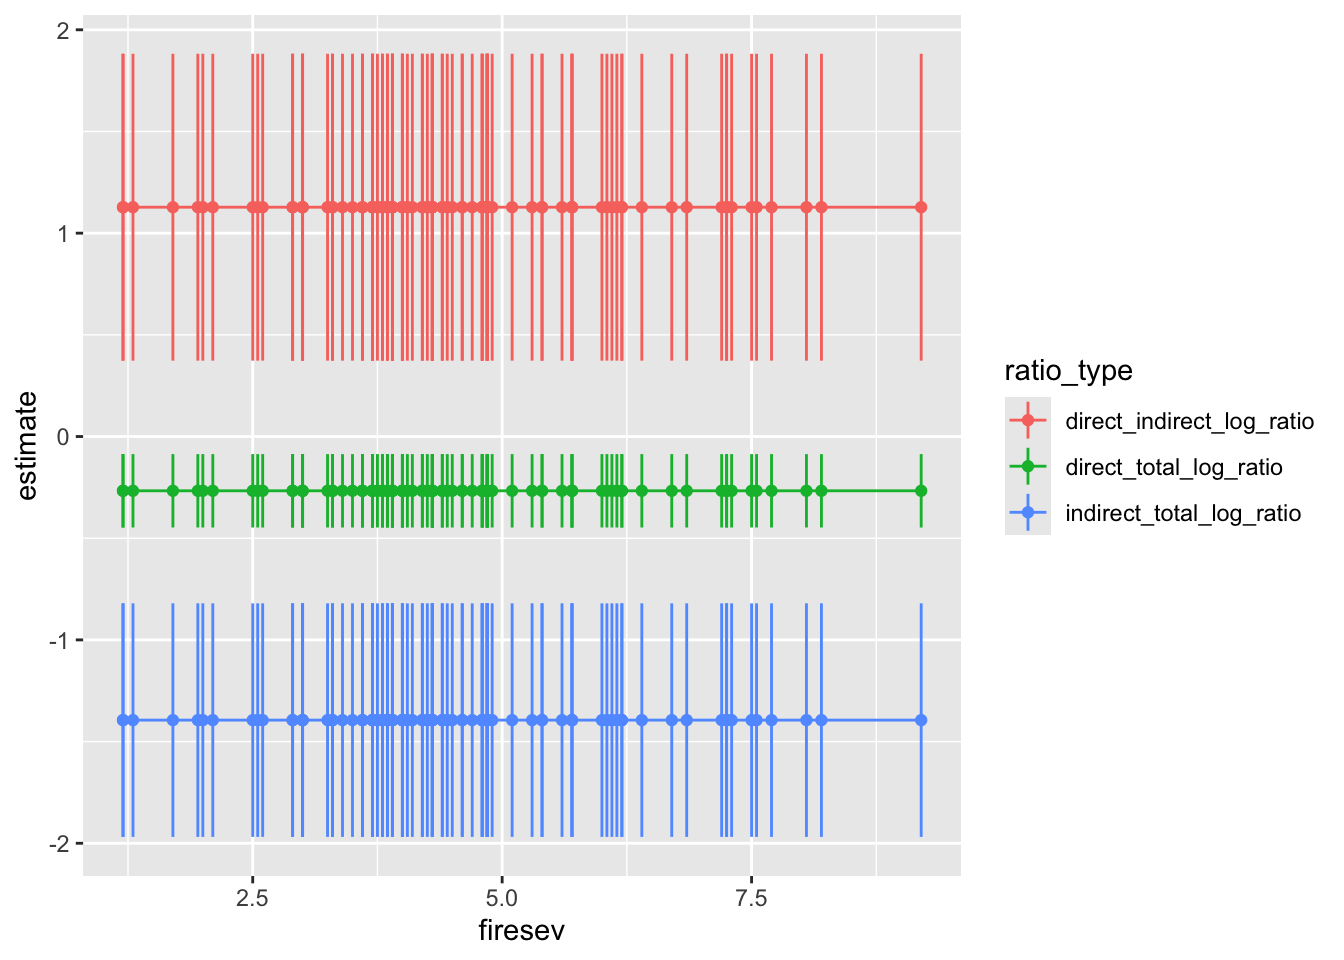 2
1
0
-1
-2
estimate
2.5
5.0
7.5
firesev
ratio_type
direct_indirect_log_ratio
direct_total_log_ratio
indirect_total_log_ratio